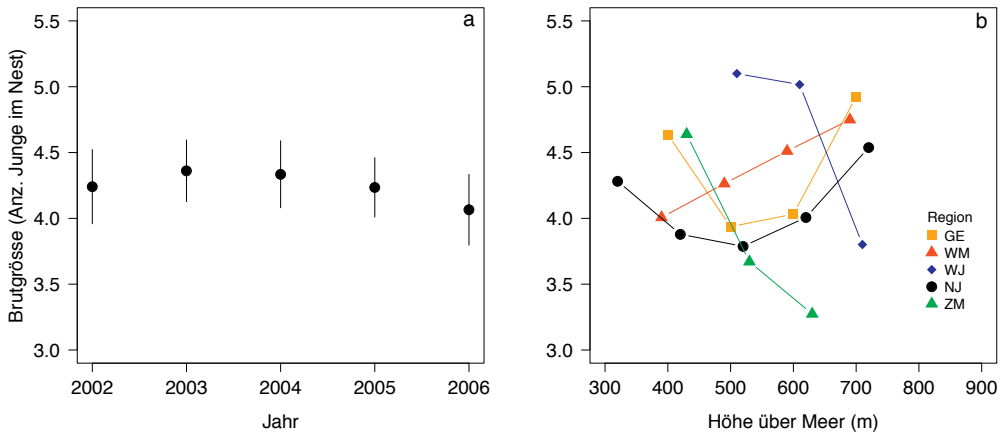 a
5.5
5.0
4.5
4.0
3.5
3.0
Brutgrösse (Anz. Junge im Nest)
2002 2003 2004 2005 2006
Jahr
b
5.5
5.0
4.5
4.0
3.5
3.0
Region
GE
WM
WJ
NJ
ZM
300 400 500 600 700 800 900
Höhe über Meer (m)